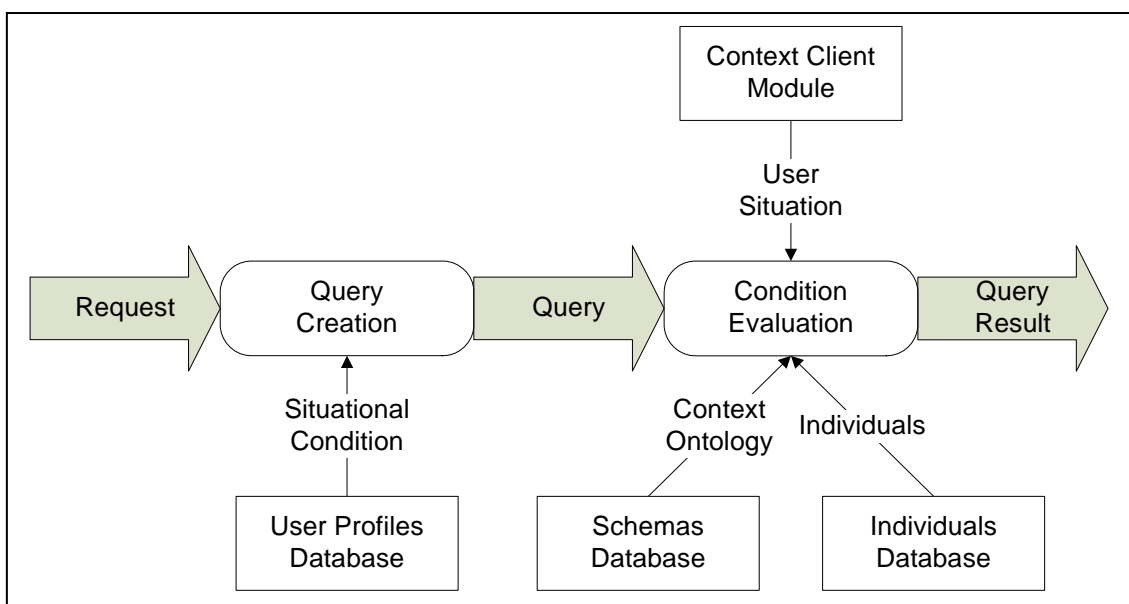 Context Client
Module
User
Situation
Request
Query
Creation
Query
Condition
Evaluation
Query
Result
Situational
Condition
Context
Ontology
Individuals
User Profiles
Database
Schemas
Database
Individuals
Database